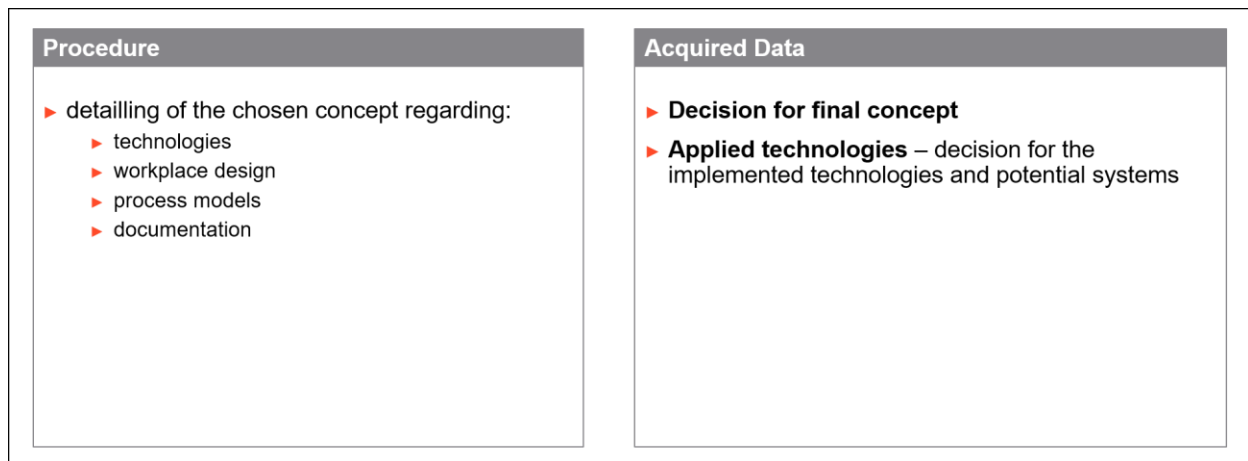 Procedure
► detailling of the chosen concept regarding:
► technologies
► workplace design
► process models
► documentation
Acquired Data
► Decision for final concept
► Applied technologies – decision for the
implemented technologies and potential systems